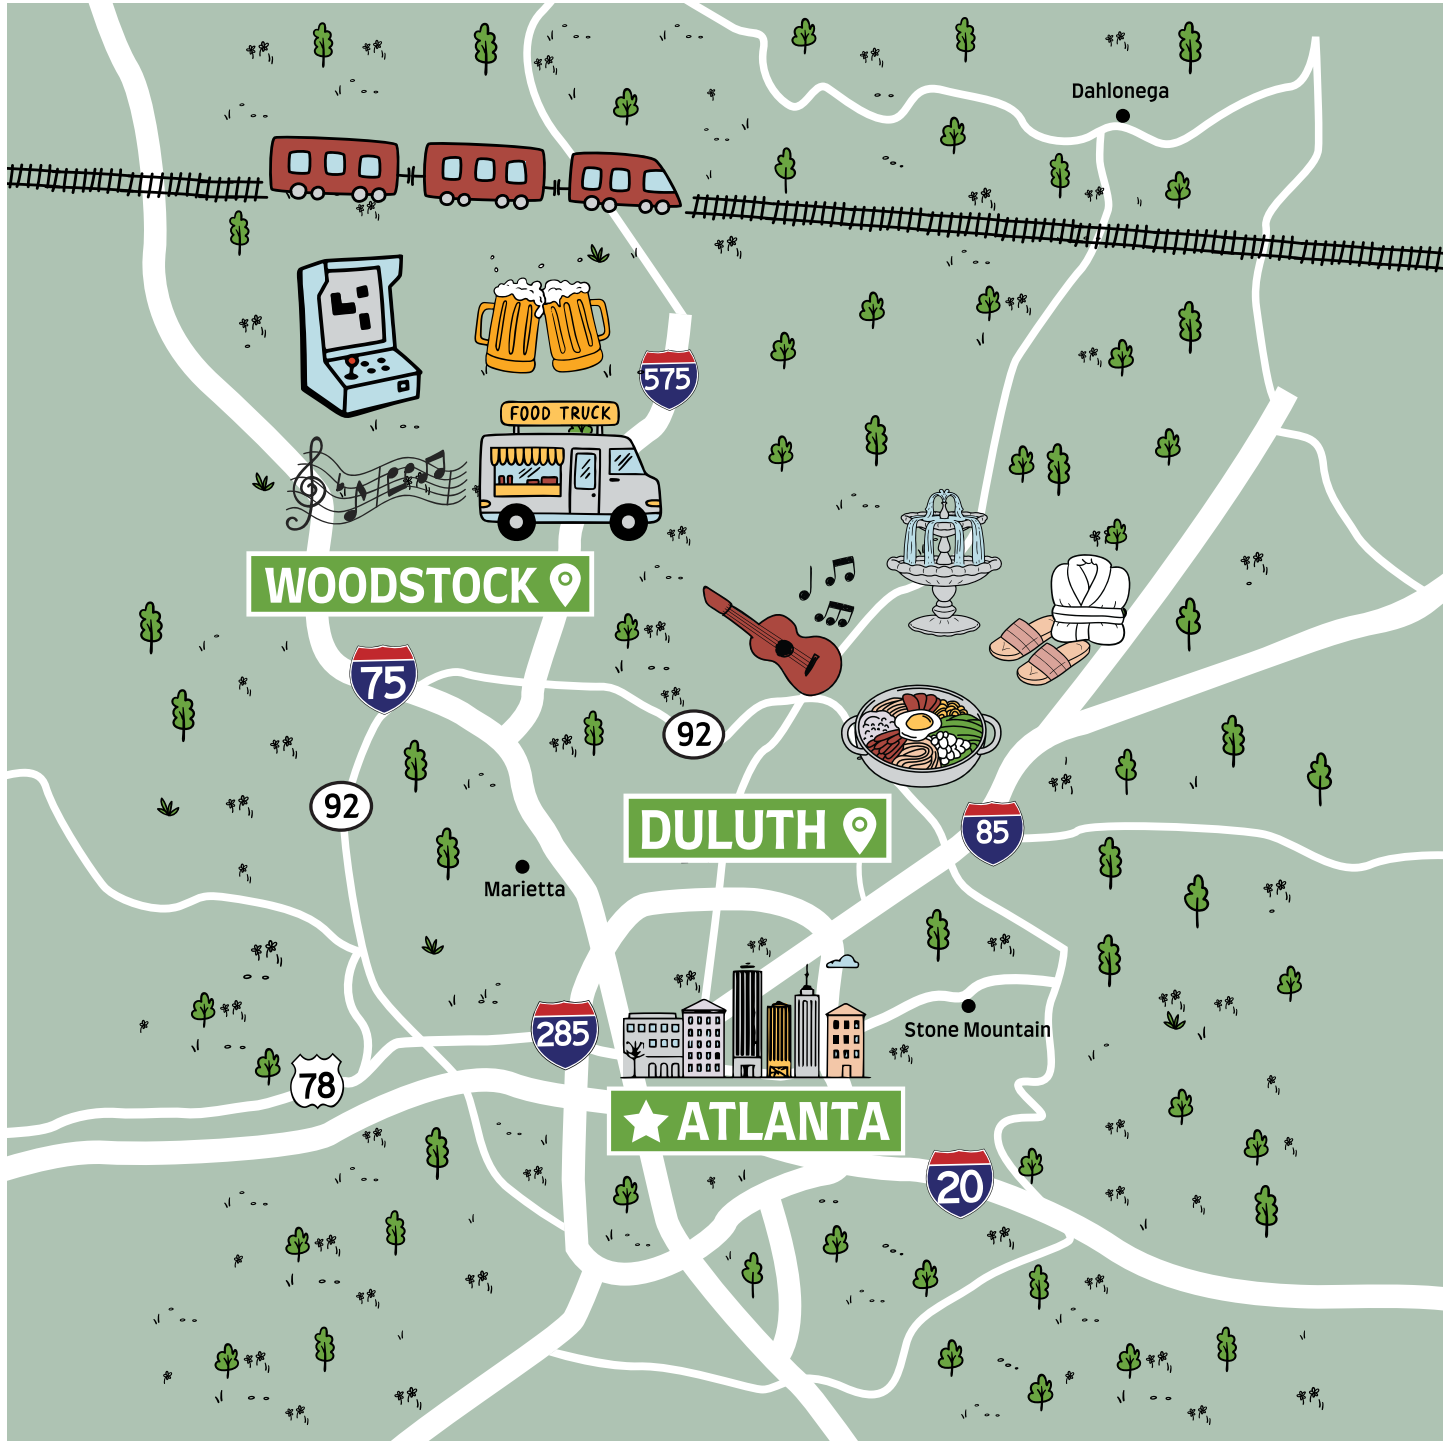 Dahlonega
575
FOOD TRUCK
WOODSTOCK
75
92
92
DULUTH
85
Marietta
285
Stone Mountain
78
ATLANTA
20